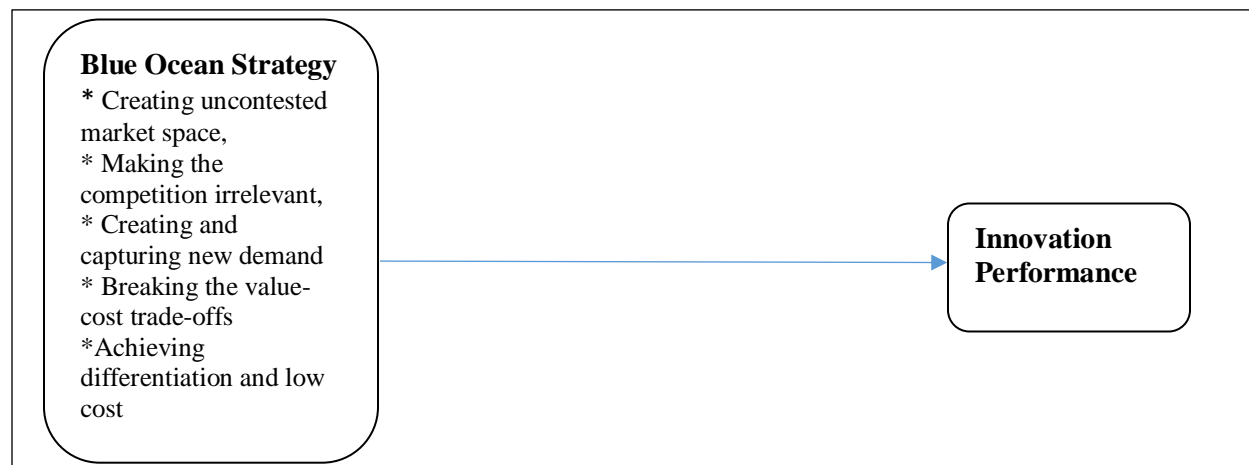 Blue Ocean Strategy
* Creating uncontested
market space,
* Making the
competition irrelevant,
* Creating and
capturing new demand
* Breaking the value-
cost trade-offs
*Achieving
differentiation and low
cost
Innovation
Performance